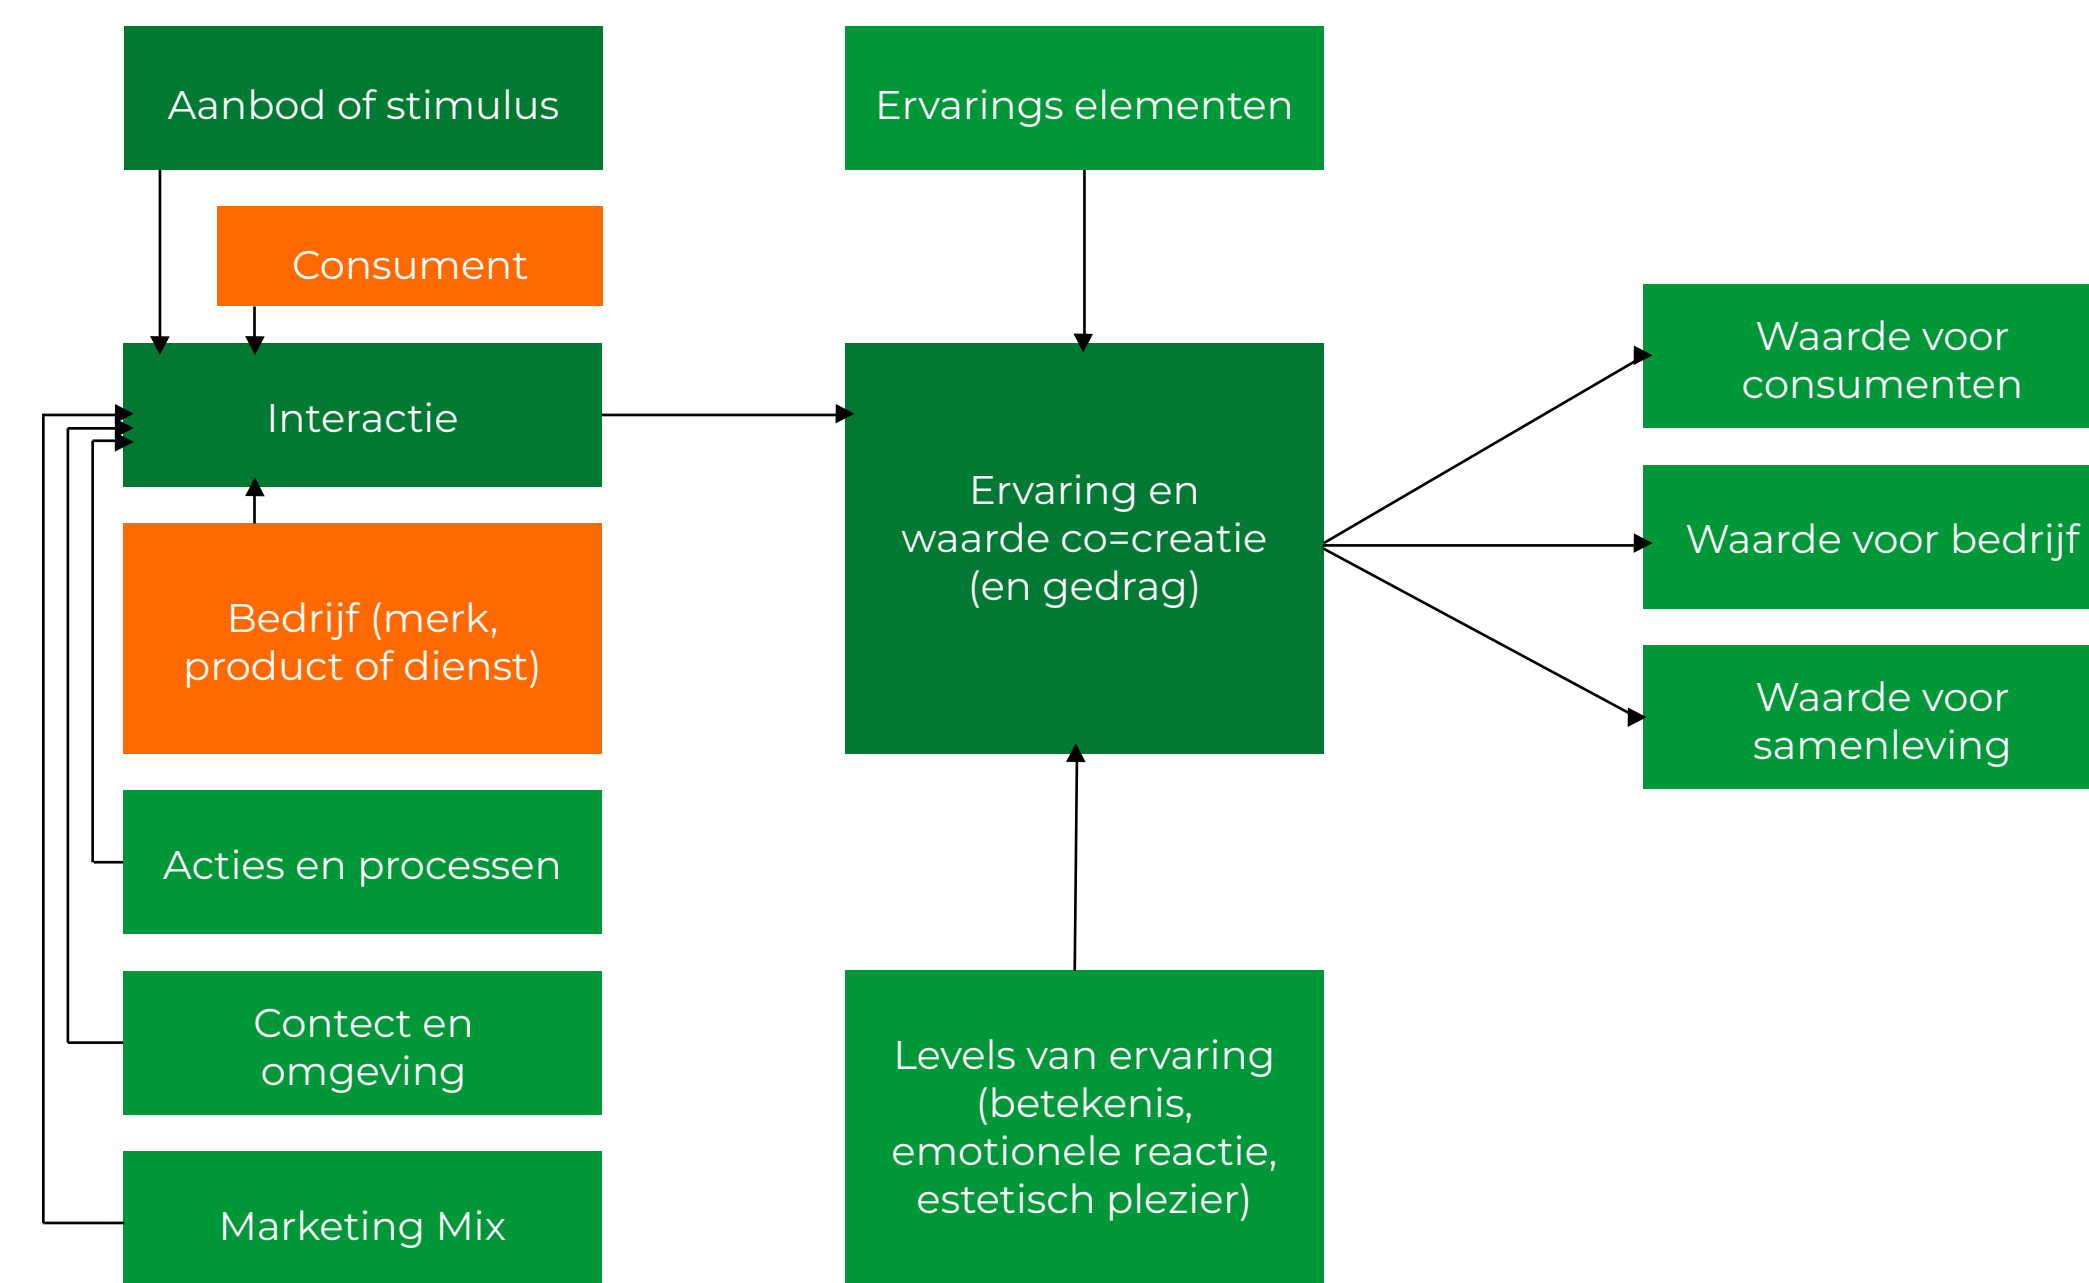 Aanbod of stimulus
Consument
Interactie
Bedrijf (merk,
product of dienst)
Acties en processen
Contect en
omgeving
Marketing Mix
Ervarings elementen
Ervaring en
waarde co=creatie
(en gedrag)
Levels van ervaring
(betekenis,
emotionele reactie,
estetisch plezier)
Waarde voor
consumenten
Waarde voor bedrijf
Waarde voor
samenleving